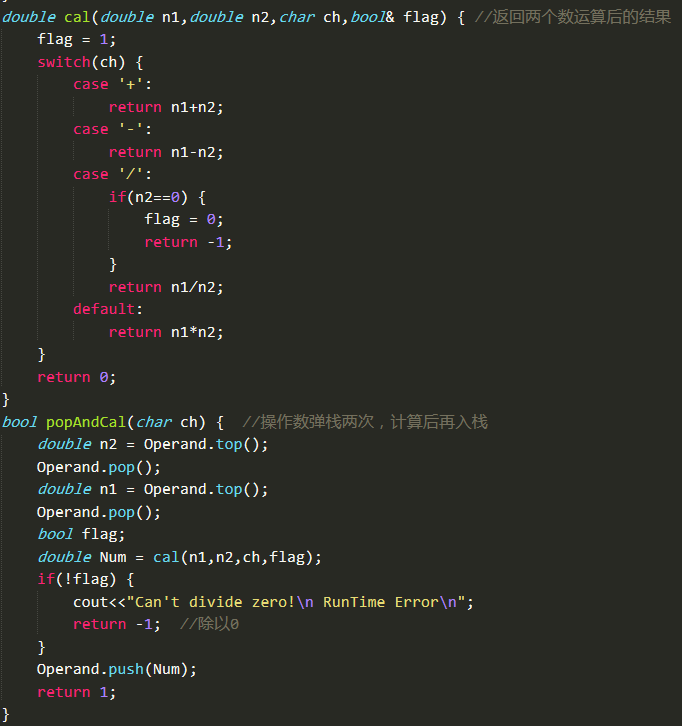 double cal(double n1,double n2,char ch,bool& flag) { //返回两个数运算后的结果
    flag = 1;
    switch(ch) {
        case '+':
            return n1+n2;
        case '-':
            return n1-n2;
        case '/':
            if(n2==0) {
                flag = 0;
                return -1;
            }
            return n1/n2;
        default:
            return n1*n2;
    }
    return 0;
}
bool popAndCal(char ch) {  //操作数弹栈两次，计算后再入栈
    double n2 = Operand.top();
    Operand.pop();
    double n1 = Operand.top();
    Operand.pop();
    bool flag;
    double Num = cal(n1,n2,ch,flag);
    if(!flag) {
        cout<<"Can't divide zero!\n RunTime Error\n";
        return -1;  //除以0
    }
    Operand.push(Num);
    return 1;
}